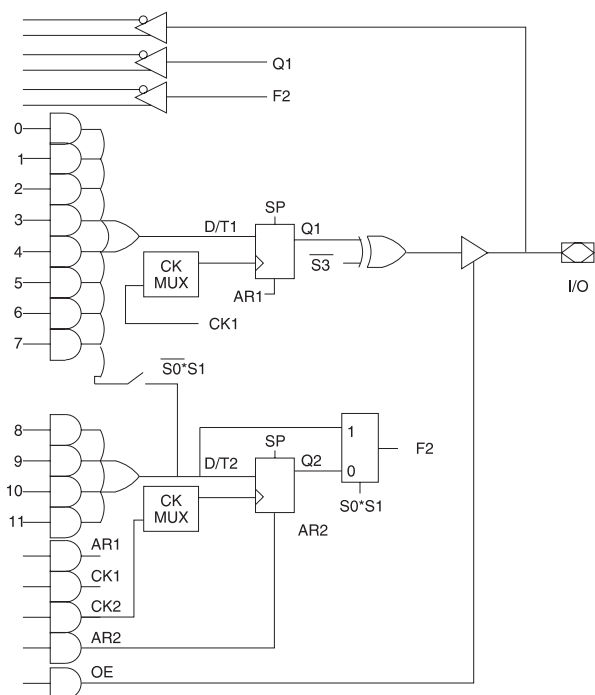 Q1
F2
0
1
2
SP
3
D/T1
Q1
4
CK
MUX
S3
5
AR1
I/O
6
CK1
7
S0*S1
8
1
SP
F2
9
D/T2
Q2
0
10
CK
MUX
S0*S1
11
AR2
AR1
CK1
CK2
AR2
OE